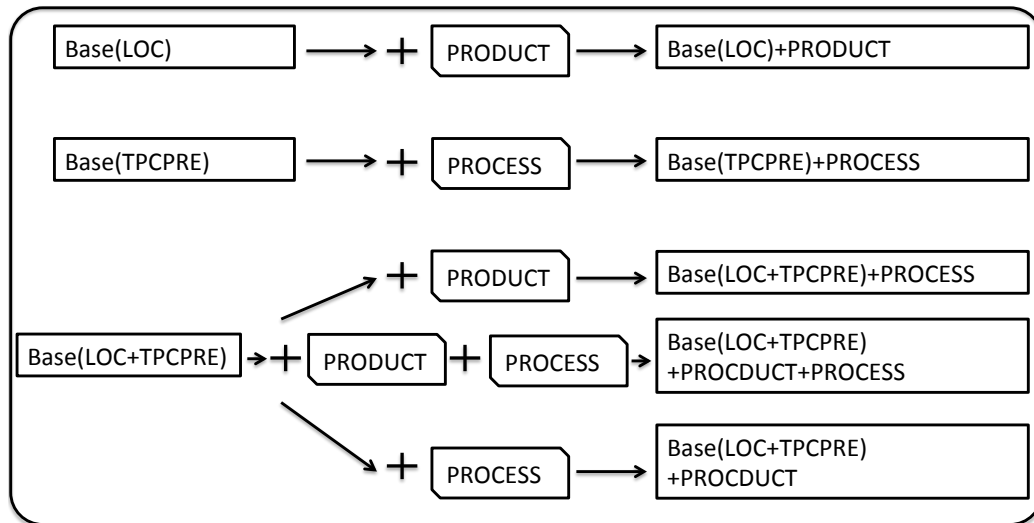 Base(LOC) + PRODUCT Base(LOC)+PRODUCT
Base(TPCPRE) + PROCESS Base(TPCPRE)+PROCESS
+ PRODUCT Base(LOC+TPCPRE)+PROCESS
Base(LOC+TPCPRE) + PRODUCT + PROCESS Base(LOC+TPCPRE)
+PROCDUCT+PROCESS
+ PROCESS Base(LOC+TPCPRE)
+PROCDUCT